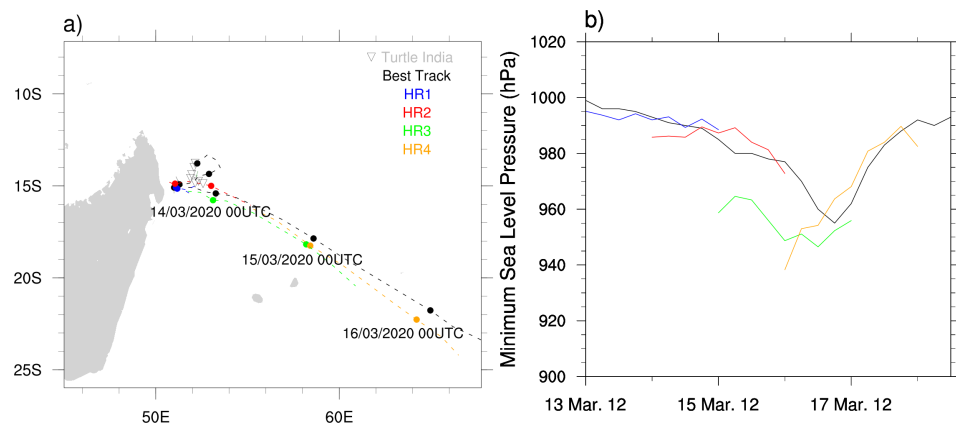 a)
▽ Turtle India
Best Track
HR1
HR2
HR3
HR4
10S
15S
20S
25S
14/03/2020 00UTC
15/03/2020 00UTC
16/03/2020 00UTC
50E
60E
b)
Minimum Sea Level Pressure (hPa)
1020
1000
980
960
940
920
900
13 Mar. 12
15 Mar. 12
17 Mar. 12